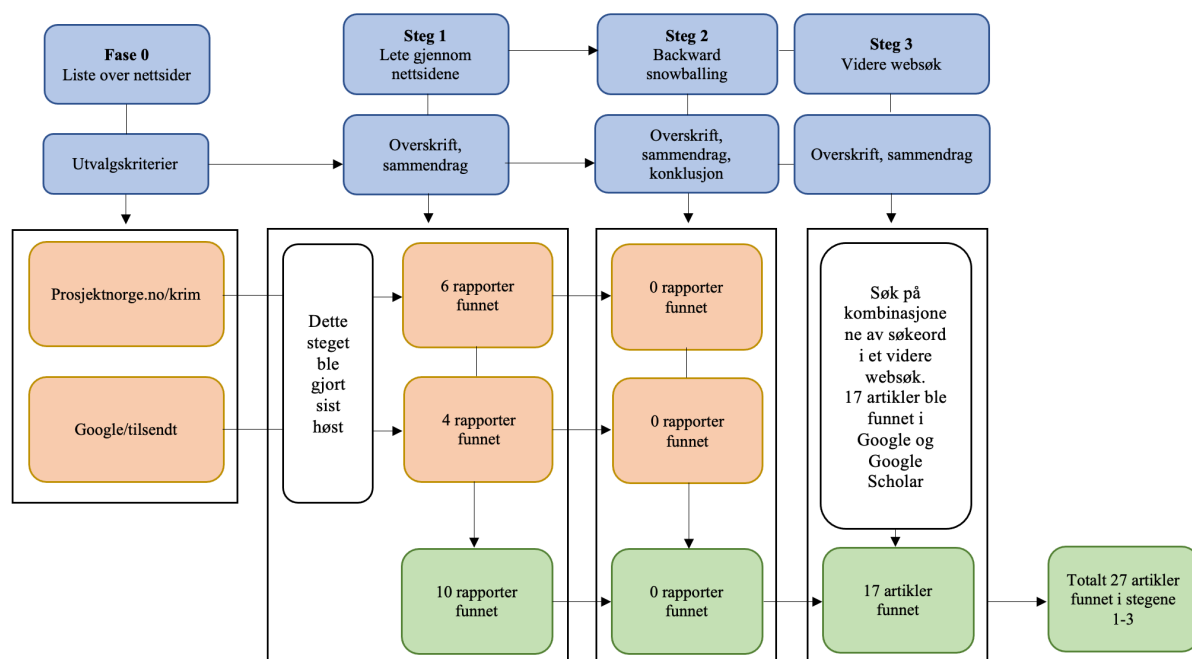 Fase 0
Liste over nettsider
Steg 1
Lete gjennom
nettsidene
Steg 2
Backward
snowballing
Steg 3
Videre websøk
Utvalgskriterier
Overskrift,
sammendrag
Overskrift,
sammendrag,
konklusjon
Overskrift, sammendrag
Prosjektnorge.no/krim
Google/tilsendt
Dette
steget
ble
gjort
sist
høst
6 rapporter
funnet
4 rapporter
funnet
0 rapporter
funnet
0 rapporter
funnet
Søk på
kombinasjone
ne av søkeord
i et videre
websøk.
17 artikler ble
funnet i
Google og
Google
Scholar
10 rapporter
funnet
0 rapporter
funnet
17 artikler
funnet
Totalt 27 artikler
funnet i stegene
1-3